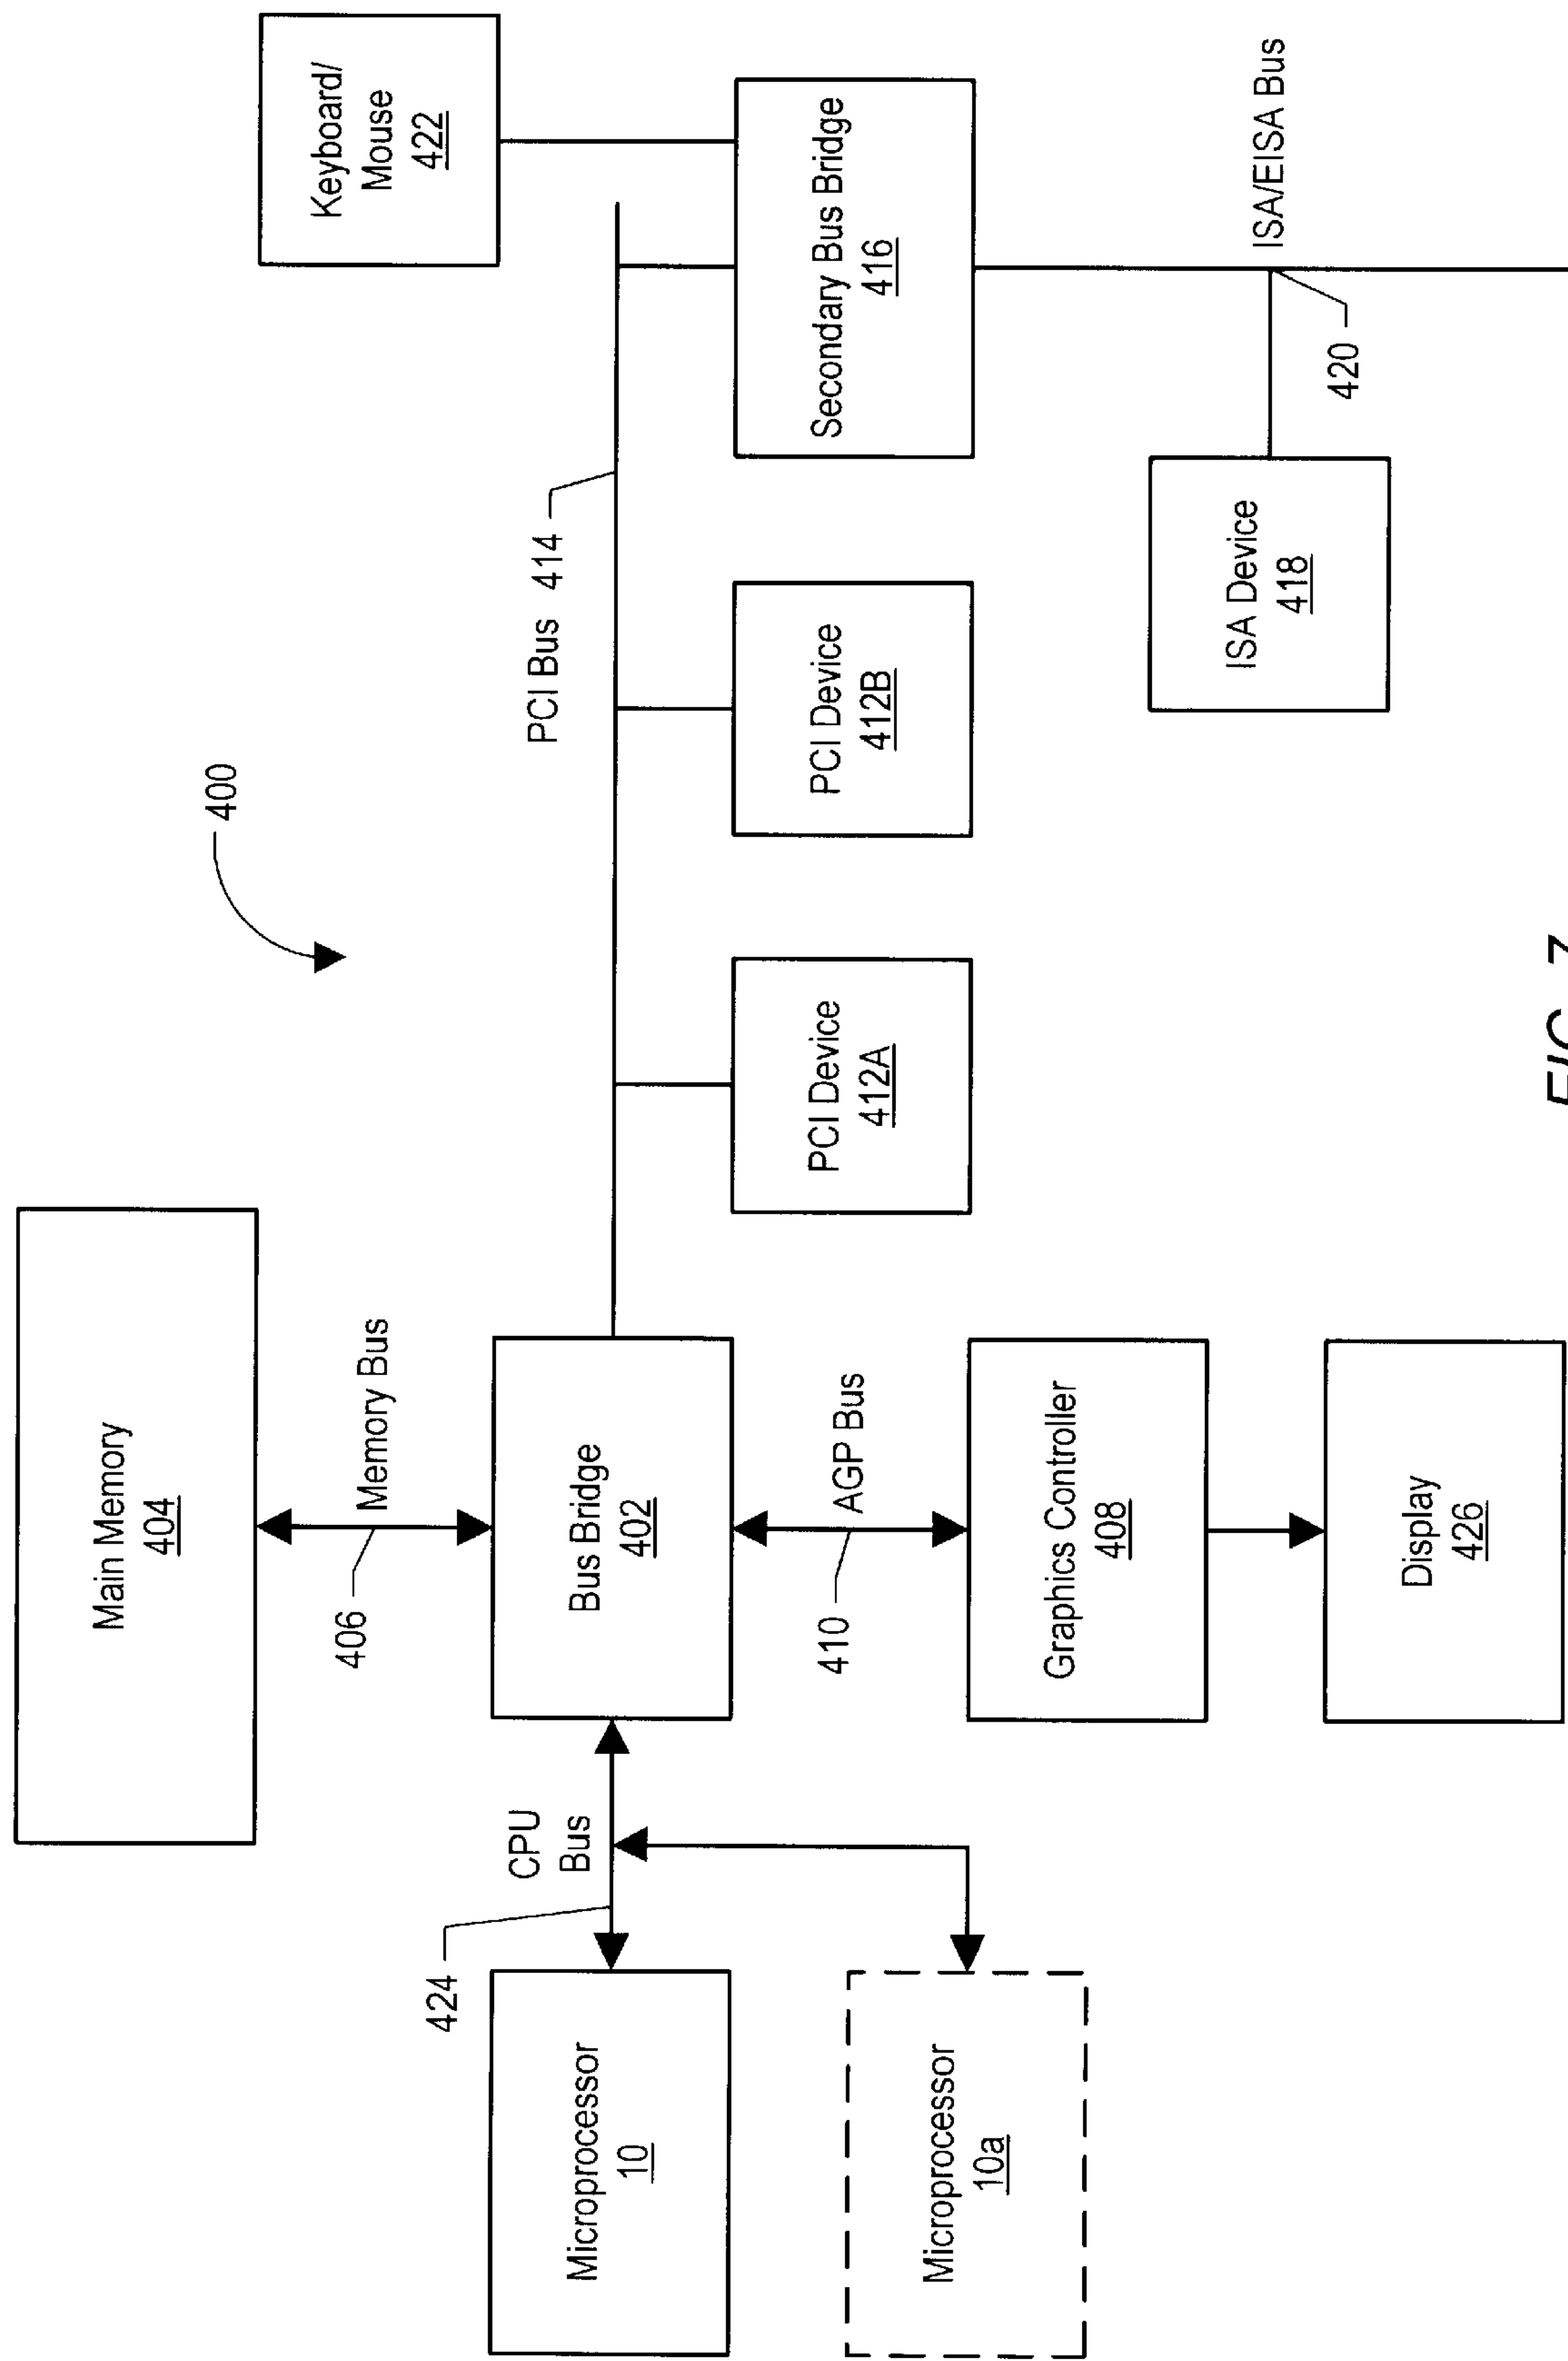 Main Memory
404
400
Keyboard/
Mouse
422
406
Memory Bus
424
CPU
Bus
PCI Bus 414
Microprocessor
10
Bus Bridge
402
PCI Device
412A
PCI Device
412B
Secondary Bus Bridge
416
410
AGP Bus
Microprocessor
10a
Graphics Controller
408
ISA Device
418
420
ISA/EISA Bus
Display
426
FIG. 7